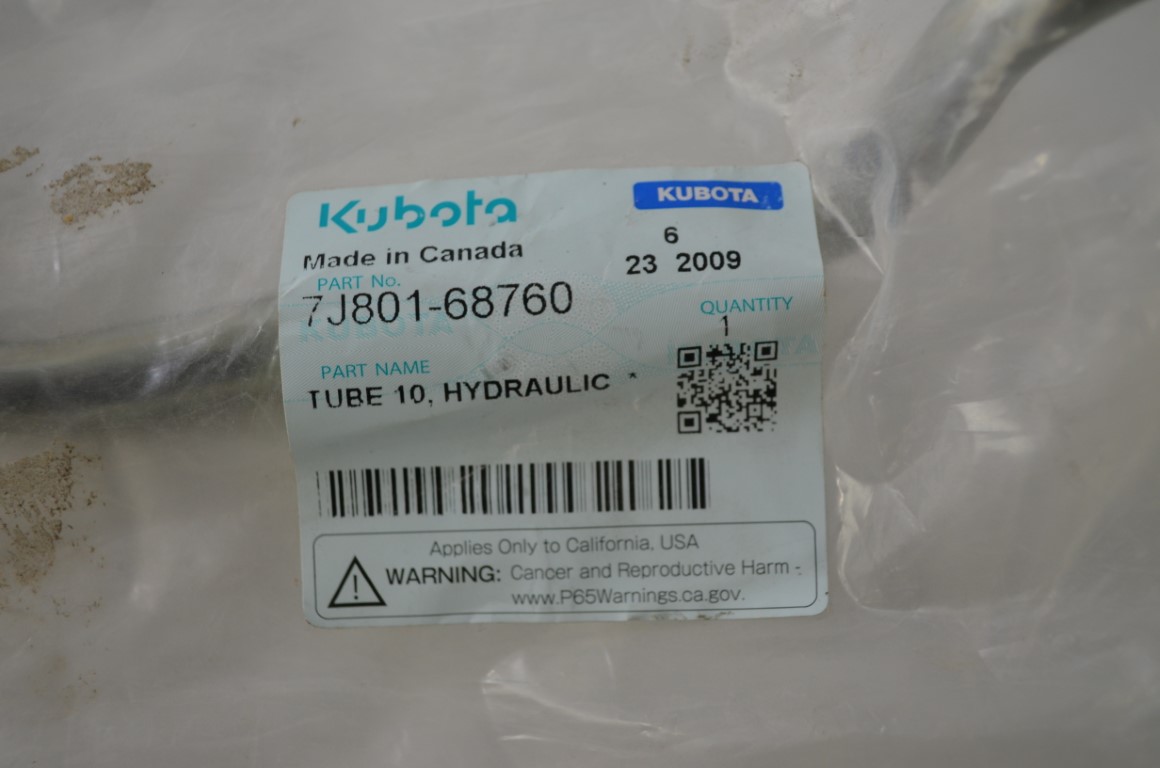 Kubota
KUBOTA
Made in Canada
6
23 2009
PART No.
7J801-68760
QUANTITY
1
KUBOTA
PART NAME
TUBE 10, HYDRAULIC *
Applies Only to California, USA
WARNING: Cancer and Reproductive Harm -
www.P65Warnings.ca.gov.